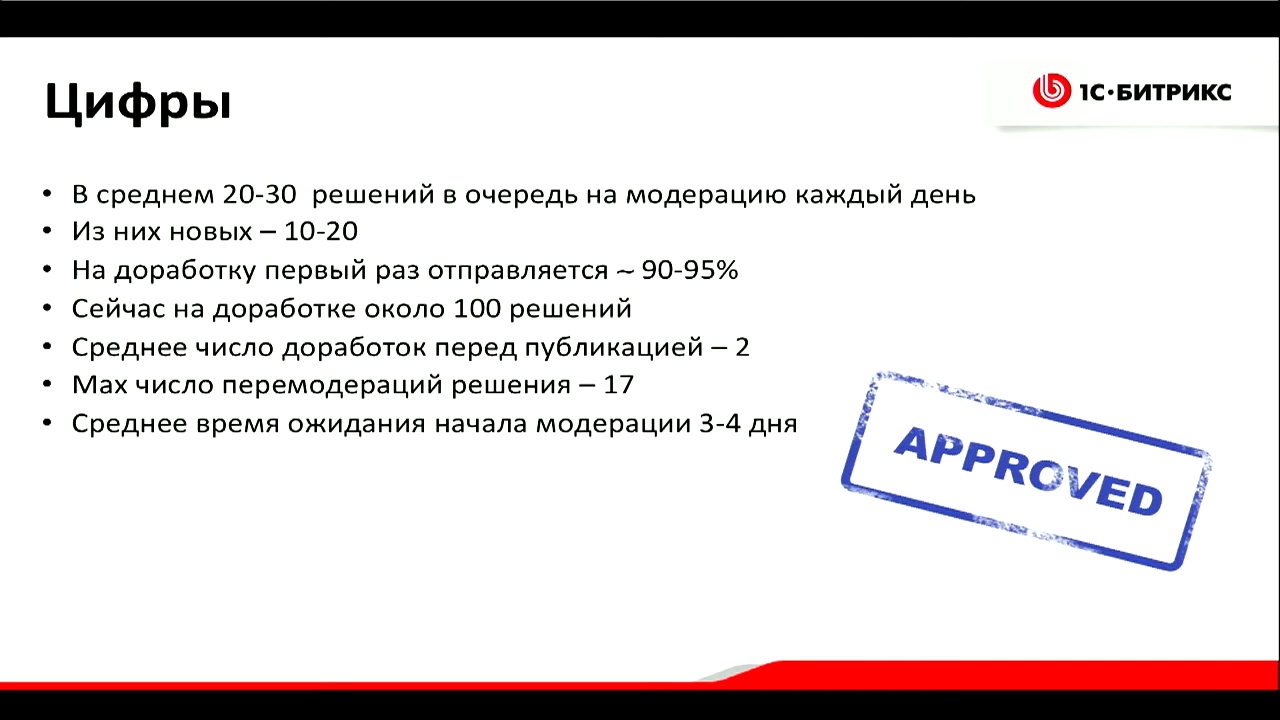 Цифры
1С·БИТРИКС
• В среднем 20-30 решений в очередь на модерацию каждый день
• Из них новых – 10-20
• На доработку первый раз отправляется ~ 90-95%
• Сейчас на доработке около 100 решений
• Среднее число доработок перед публикацией – 2
• Max число перемодераций решения – 17
• Среднее время ожидания начала модерации 3-4 дня
APPROVED